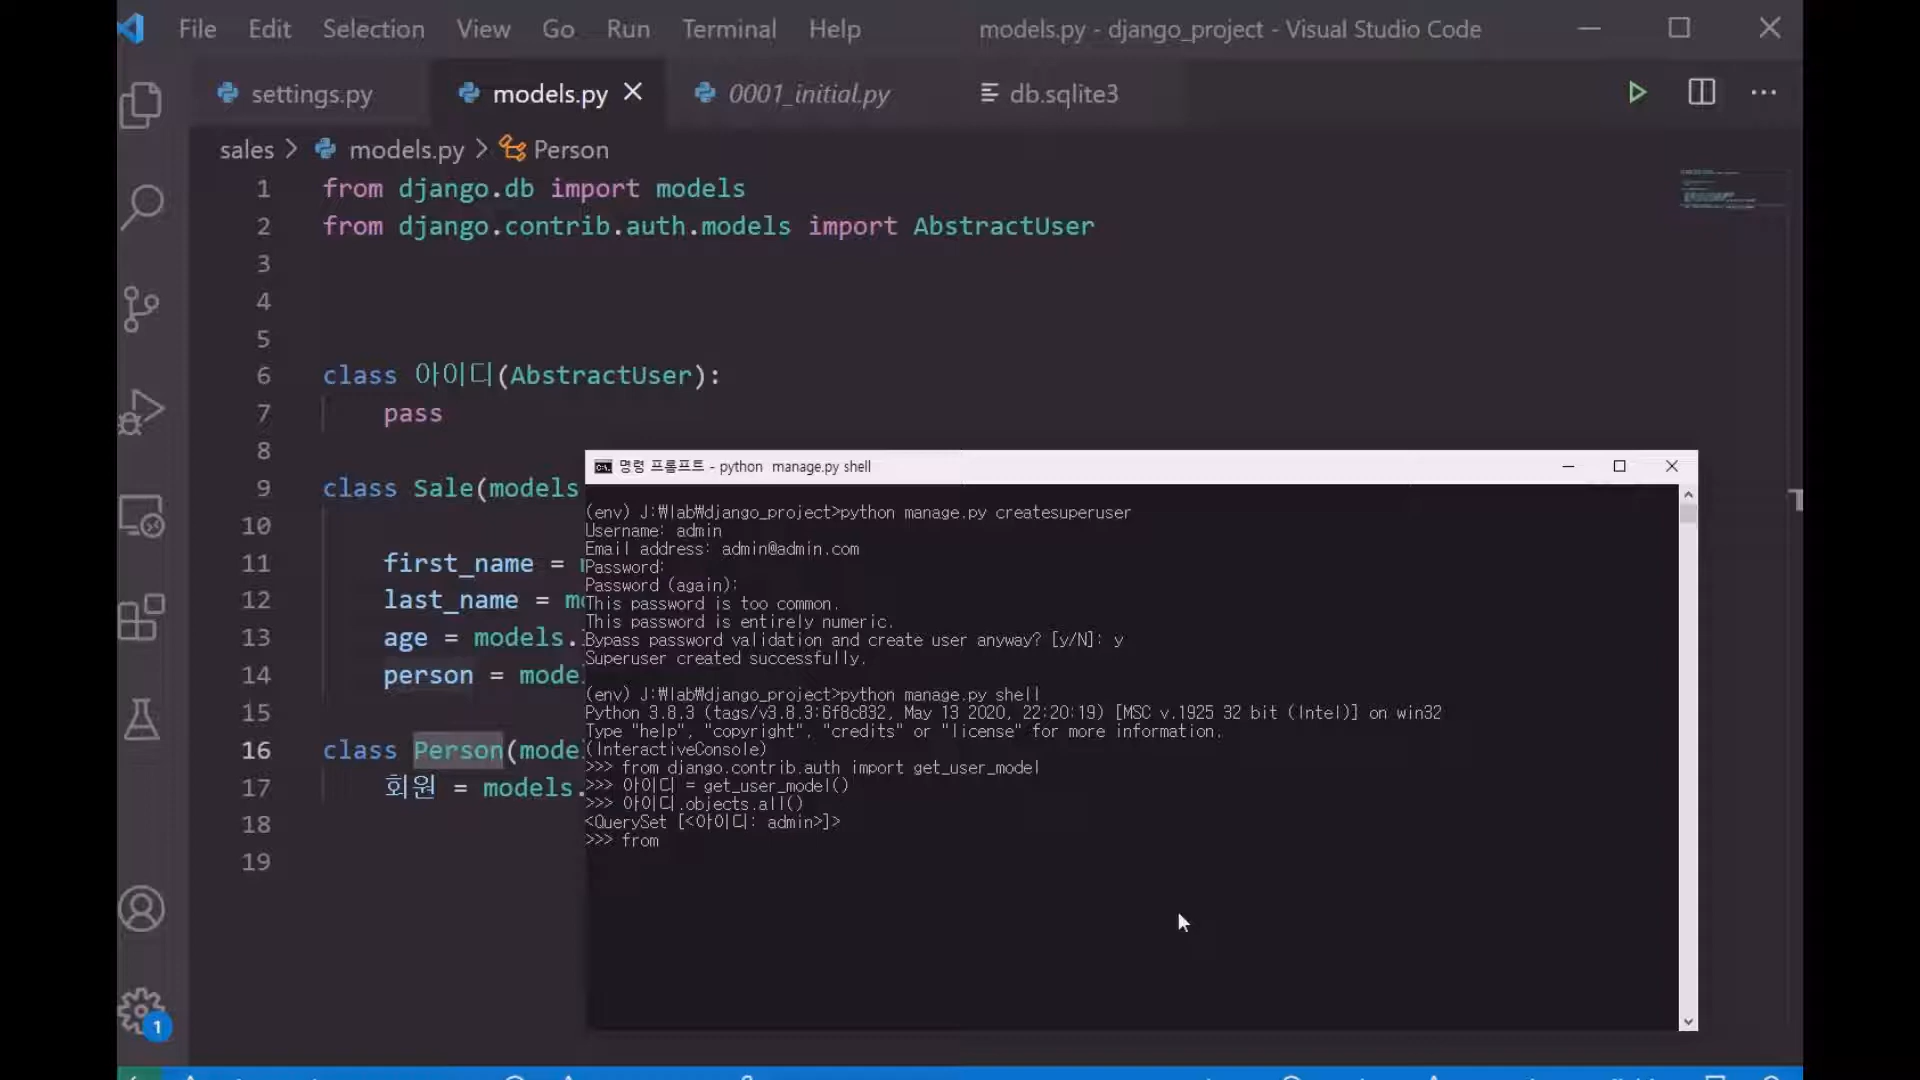 File Edit Selection View Go Run Terminal Help models.py - django_project - Visual Studio Code
settings.py models.py 0001_initial.py db.sqlite3
sales > models.py > Person
1 from django.db import models
2 from django.contrib.auth.models import AbstractUser
3
4
5
6 class 아이디(AbstractUser):
7 pass
8
9 class Sale(models
10
11 first_name =
12 last_name = m
13 age = models.
14 person = mode
15
16 class Person(mode
17 회원 = models.
18
19
명령 프롬프트 - python manage.py shell
(env) J:₩lab₩django_project>python manage.py createsuperuser
Username: admin
Email address: admin@admin.com
Password:
Password (again):
This password is too common.
This password is entirely numeric.
Bypass password validation and create user anyway? [y/N]: y
Superuser created successfully.
(env) J:₩lab₩django_project>python manage.py shell
Python 3.8.3 (tags/v3.8.3:6f8c832, May 13 2020, 22:20:19) [MSC v.1925 32 bit (Intel)] on win32
Type "help", "copyright", "credits" or "license" for more information.
(InteractiveConsole)
>>> from django.contrib.auth import get_user_model
>>> 아이디 = get_user_model()
>>> 아이디.objects.all()
<QuerySet [<아이디: admin>]>
>>> from
1